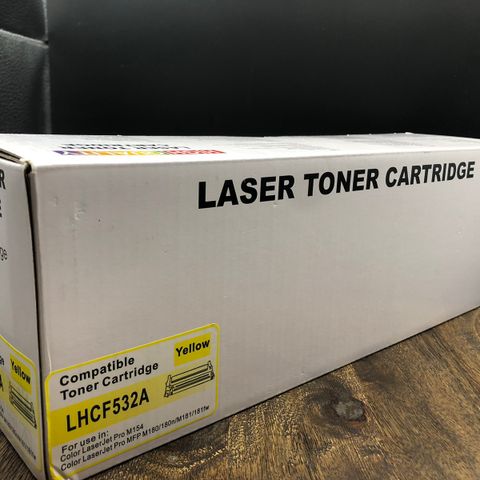 LASER TONER CARTRIDGE
Compatible
Toner Cartridge
Yellow
LHCF532A
For use in:
Color LaserJet Pro M154
Color LaserJet Pro MFP M180/180n/M181/181fw